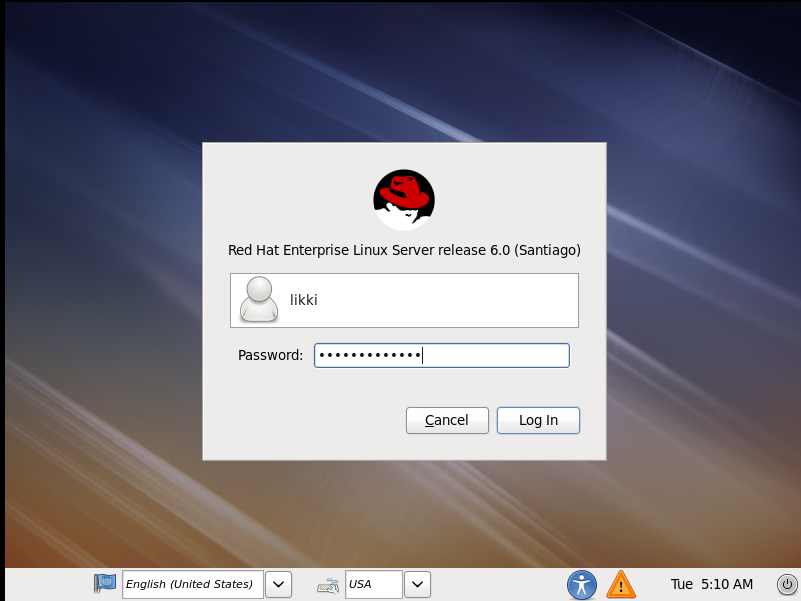 Red Hat Enterprise Linux Server release 6.0 (Santiago)
likki
Password: •••••••••••••
Cancel Log In
English (United States) USA Tue 5:10 AM